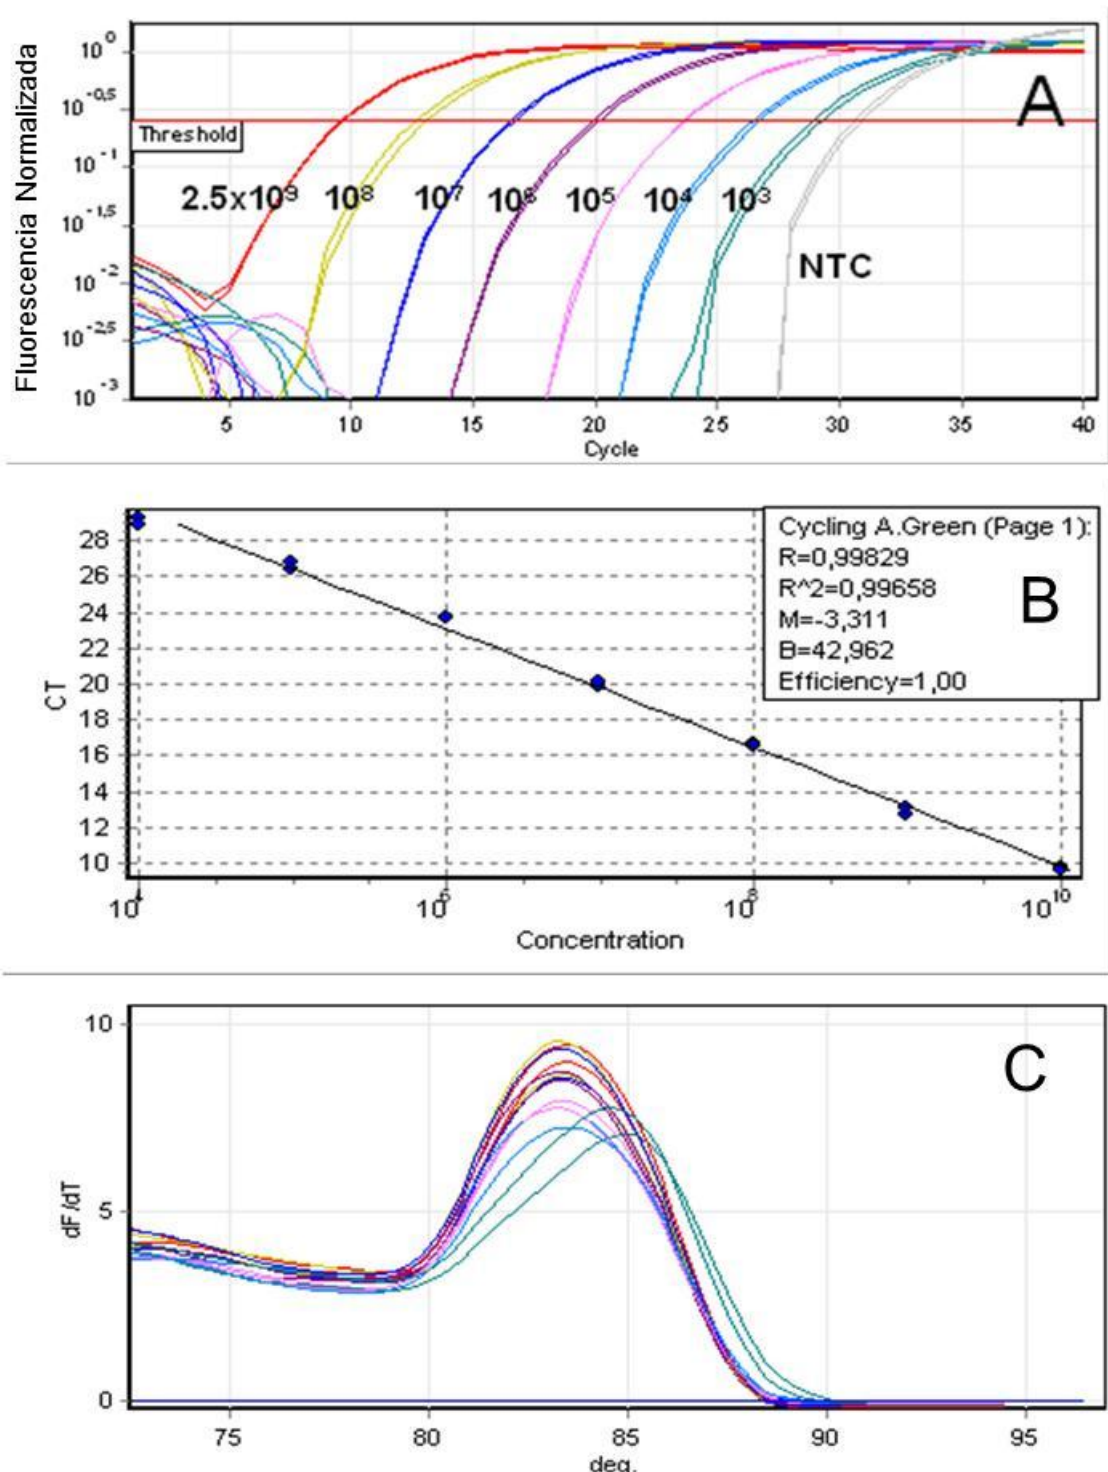 Fluorescencia Normalizada
10^0
10^-0,5
10^-1
10^-1,5
10^-2
10^-2,5
10^-3
Threshold
A
2.5x10^9 10^8 10^7 10^6 10^5 10^4 10^3
NTC
5 10 15 20 25 30 35 40
Cycle
CT
28
26
24
22
20
18
16
14
12
10
Cycling A.Green (Page 1):
R=0,99829
R^2=0,99658
M=-3,311
B=42,962
Efficiency=1,00
B
10^4 10^6 10^8 10^10
Concentration
dF/dT
10
5
0
C
75 80 85 90 95
deg.